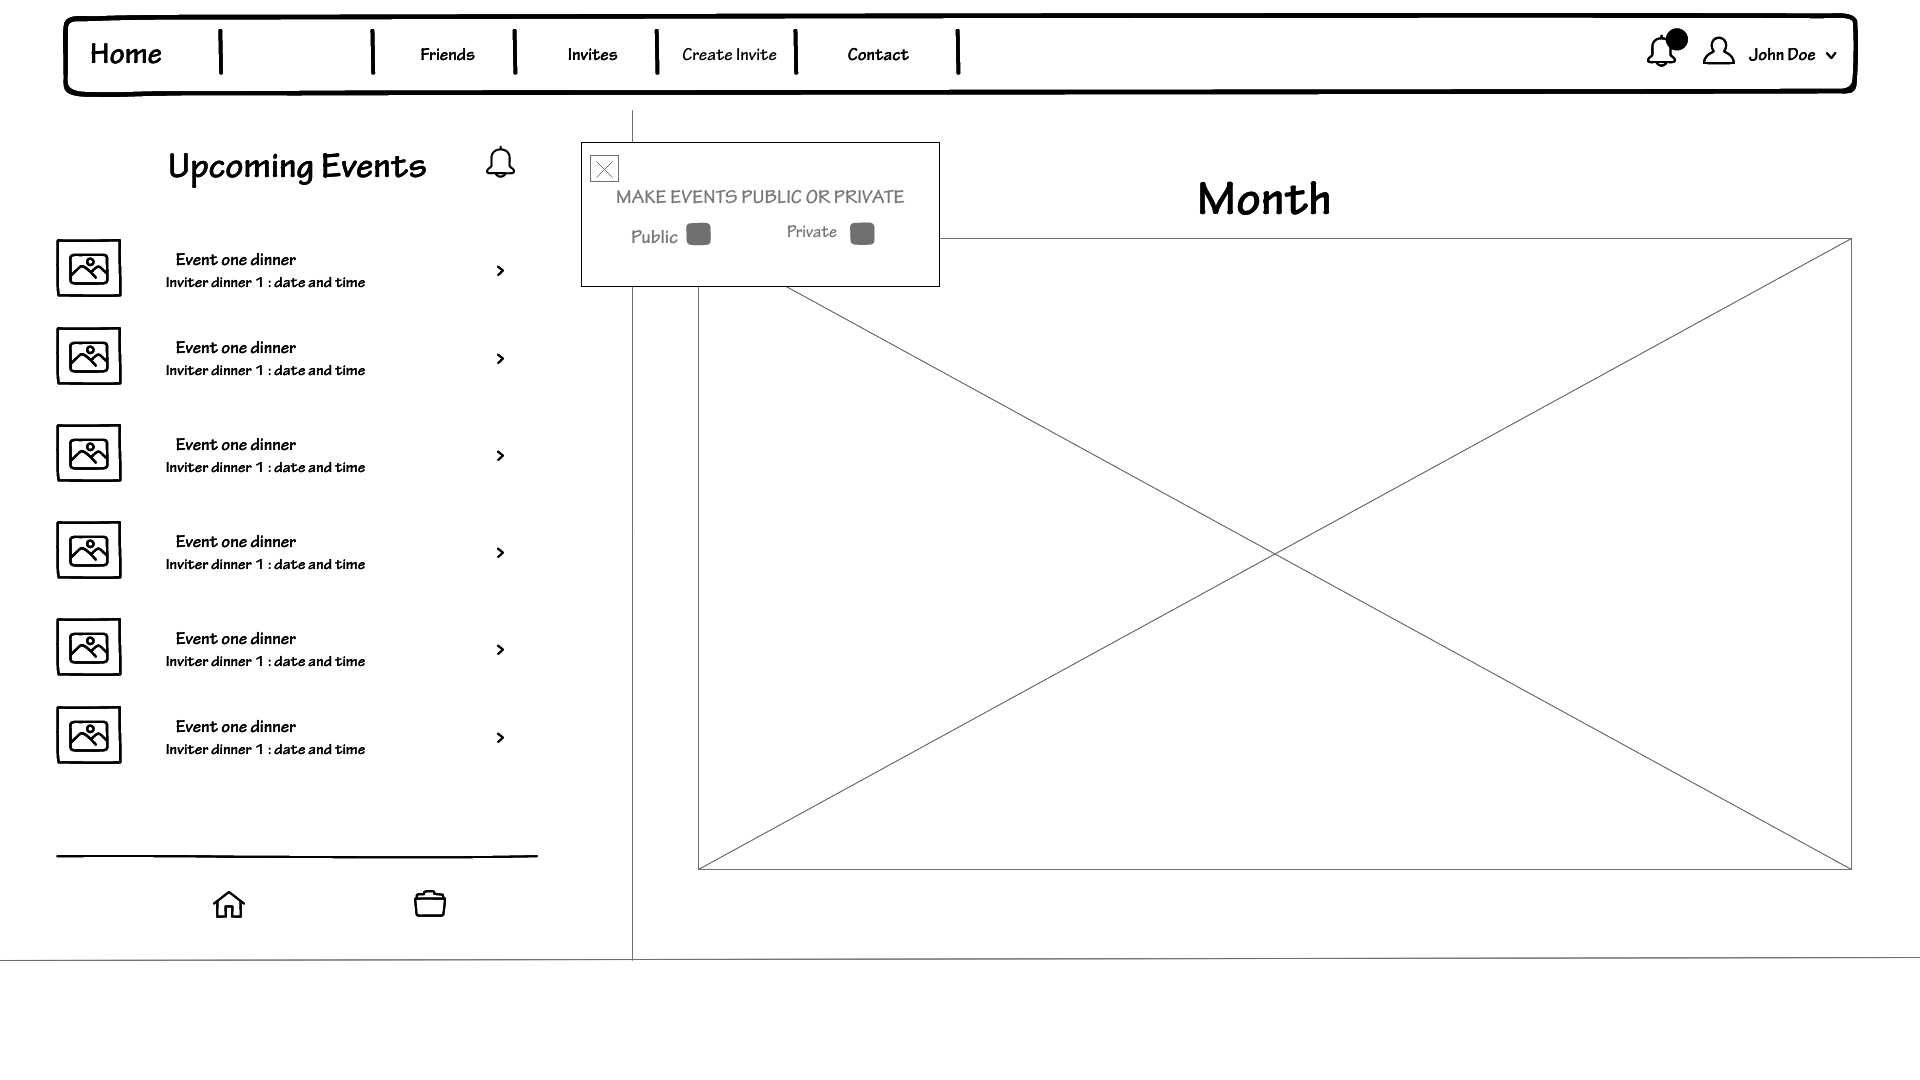 Home
Friends
Invites
Create Invite
Contact
John Doe
Upcoming Events
MAKE EVENTS PUBLIC OR PRIVATE
Public
Private
Month
Event one dinner
Inviter dinner 1 : date and time
Event one dinner
Inviter dinner 1 : date and time
Event one dinner
Inviter dinner 1 : date and time
Event one dinner
Inviter dinner 1 : date and time
Event one dinner
Inviter dinner 1 : date and time
Event one dinner
Inviter dinner 1 : date and time